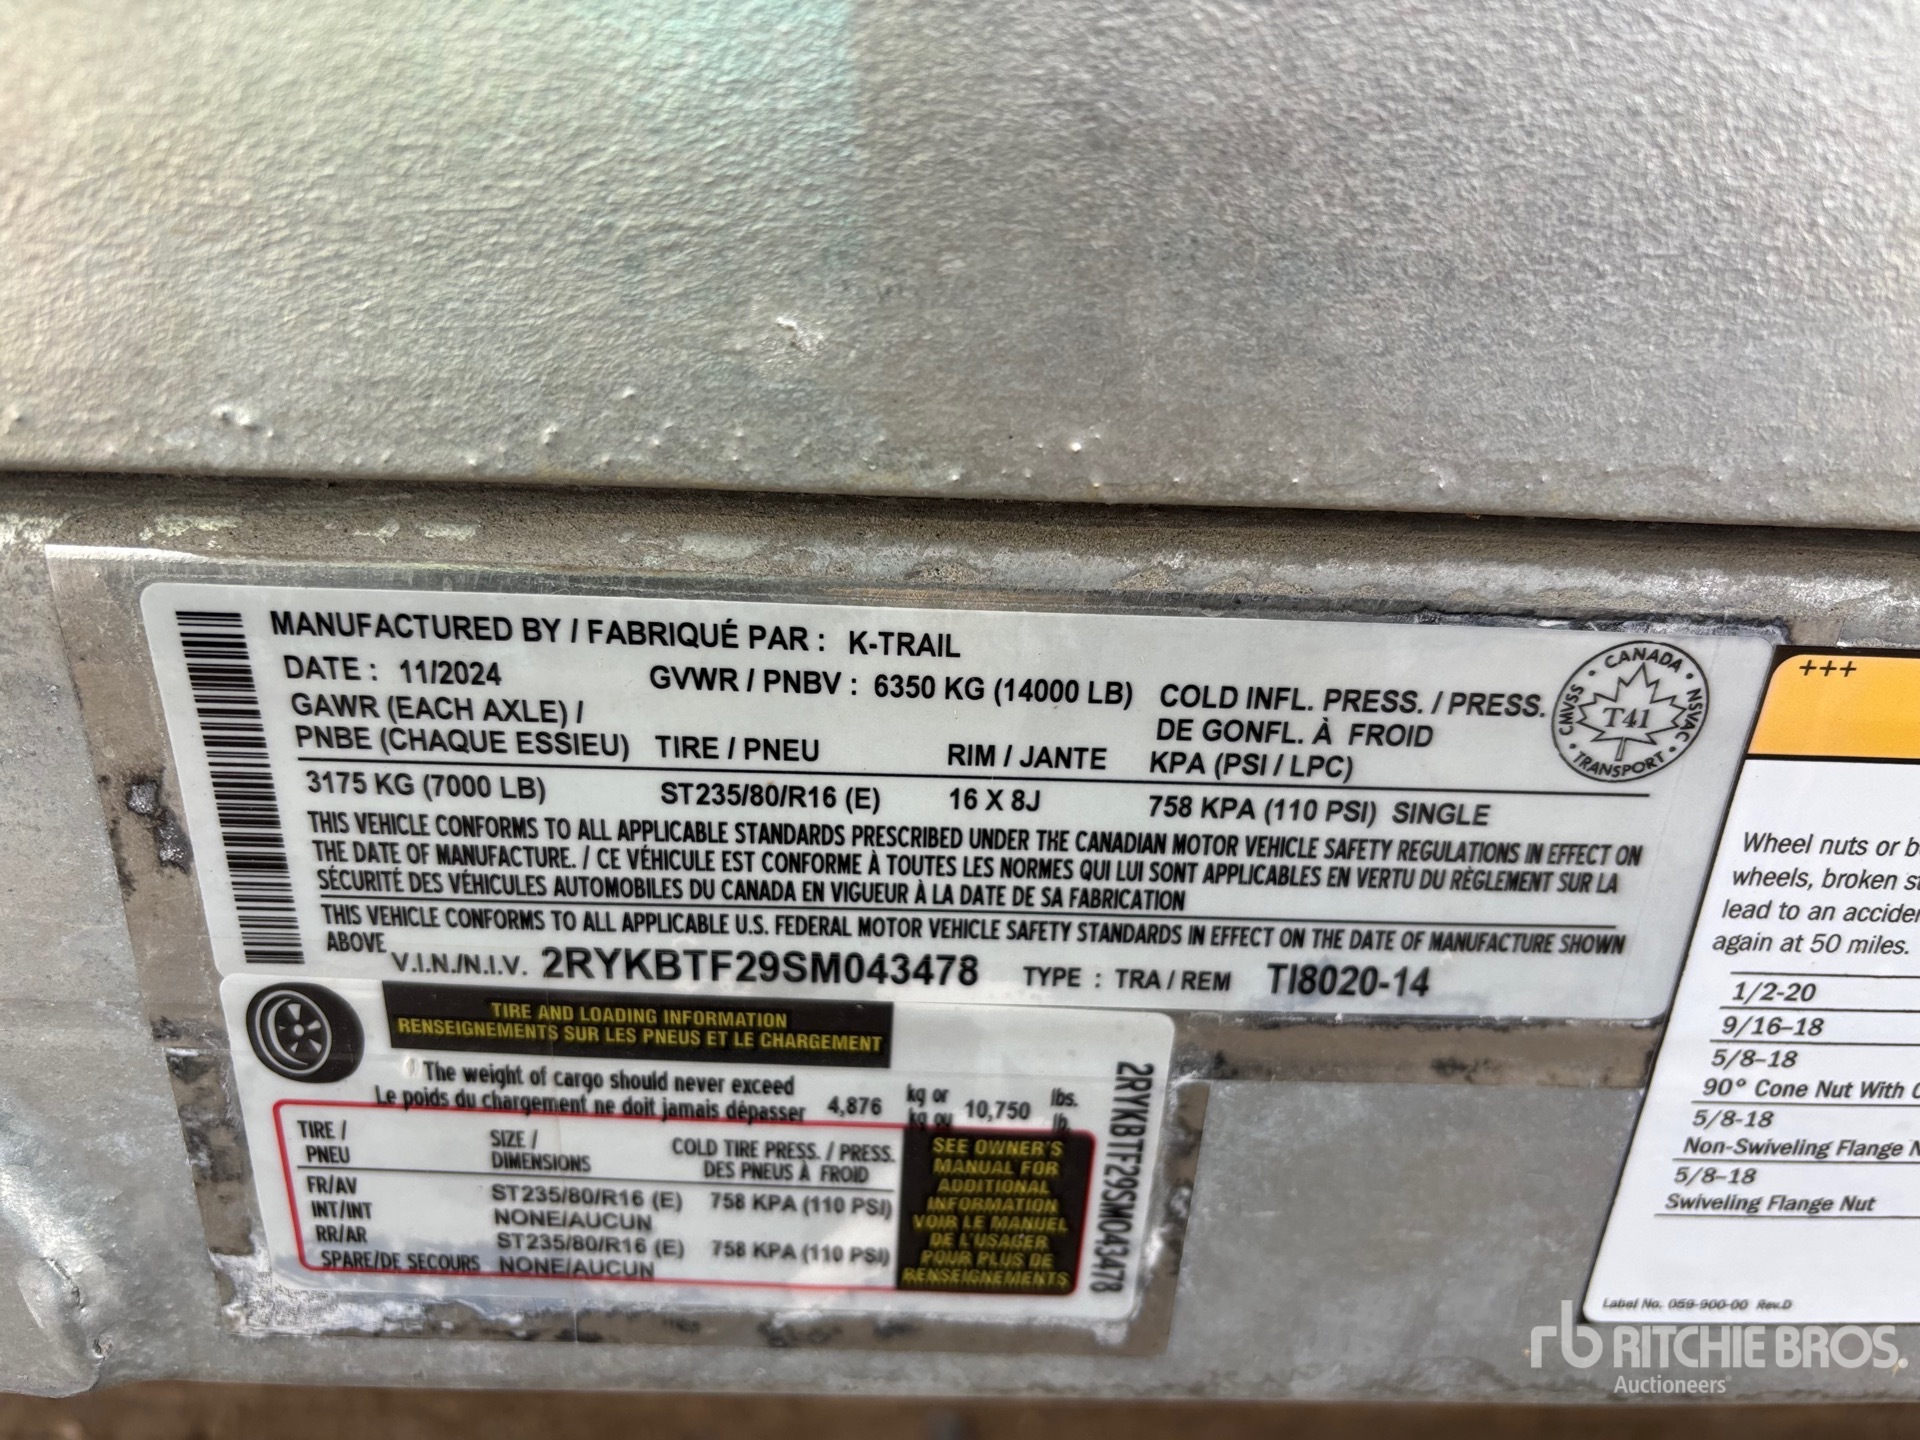 MANUFACTURED BY / FABRIQUÉ PAR : K-TRAIL
DATE : 11/2024 GVWR / PNBV : 6350 KG (14000 LB)
GAWR (EACH AXLE) /
PNBE (CHAQUE ESSIEU) TIRE / PNEU RIM / JANTE
COLD INFL. PRESS. / PRESS.
DE GONFL. À FROID
KPA (PSI / LPC)
3175 KG (7000 LB) ST235/80/R16 (E) 16 X 8J 758 KPA (110 PSI) SINGLE
CANADA
CMVSS T41 NSVAC
TRANSPORT
THIS VEHICLE CONFORMS TO ALL APPLICABLE STANDARDS PRESCRIBED UNDER THE CANADIAN MOTOR VEHICLE SAFETY REGULATIONS IN EFFECT ON
THE DATE OF MANUFACTURE. / CE VÉHICULE EST CONFORME À TOUTES LES NORMES QUI LUI SONT APPLICABLES EN VERTU DU RÈGLEMENT SUR LA
SÉCURITÉ DES VÉHICULES AUTOMOBILES DU CANADA EN VIGUEUR À LA DATE DE SA FABRICATION
THIS VEHICLE CONFORMS TO ALL APPLICABLE U.S. FEDERAL MOTOR VEHICLE SAFETY STANDARDS IN EFFECT ON THE DATE OF MANUFACTURE SHOWN
ABOVE
V.I.N./N.I.V. 2RYKBTF29SM043478 TYPE : TRA / REM TI8020-14
TIRE AND LOADING INFORMATION
RENSEIGNEMENTS SUR LES PNEUS ET LE CHARGEMENT
The weight of cargo should never exceed
Le poids du chargement ne doit jamais dépasser
4,876 kg or 10,750 lbs.
kg ou lb.
TIRE / SIZE / COLD TIRE PRESS. / PRESS.
PNEU DIMENSIONS DES PNEUS À FROID
FR/AV ST235/80/R16 (E) 758 KPA (110 PSI)
INT/INT NONE/AUCUN
RR/AR ST235/80/R16 (E) 758 KPA (110 PSI)
SPARE/DE SECOURS NONE/AUCUN
SEE OWNER'S
MANUAL FOR
ADDITIONAL
INFORMATION
VOIR LE MANUEL
DE L'USAGER
POUR PLUS DE
RENSEIGNEMENTS
2RYKBTF29SM043478
+++
Wheel nuts or b
wheels, broken st
lead to an acciden
again at 50 miles.
1/2-20
9/16-18
5/8-18
90° Cone Nut With C
5/8-18
Non-Swiveling Flange N
5/8-18
Swiveling Flange Nut
Label No. 059-900-00 Rev.D
rb RITCHIE BROS.
Auctioneers